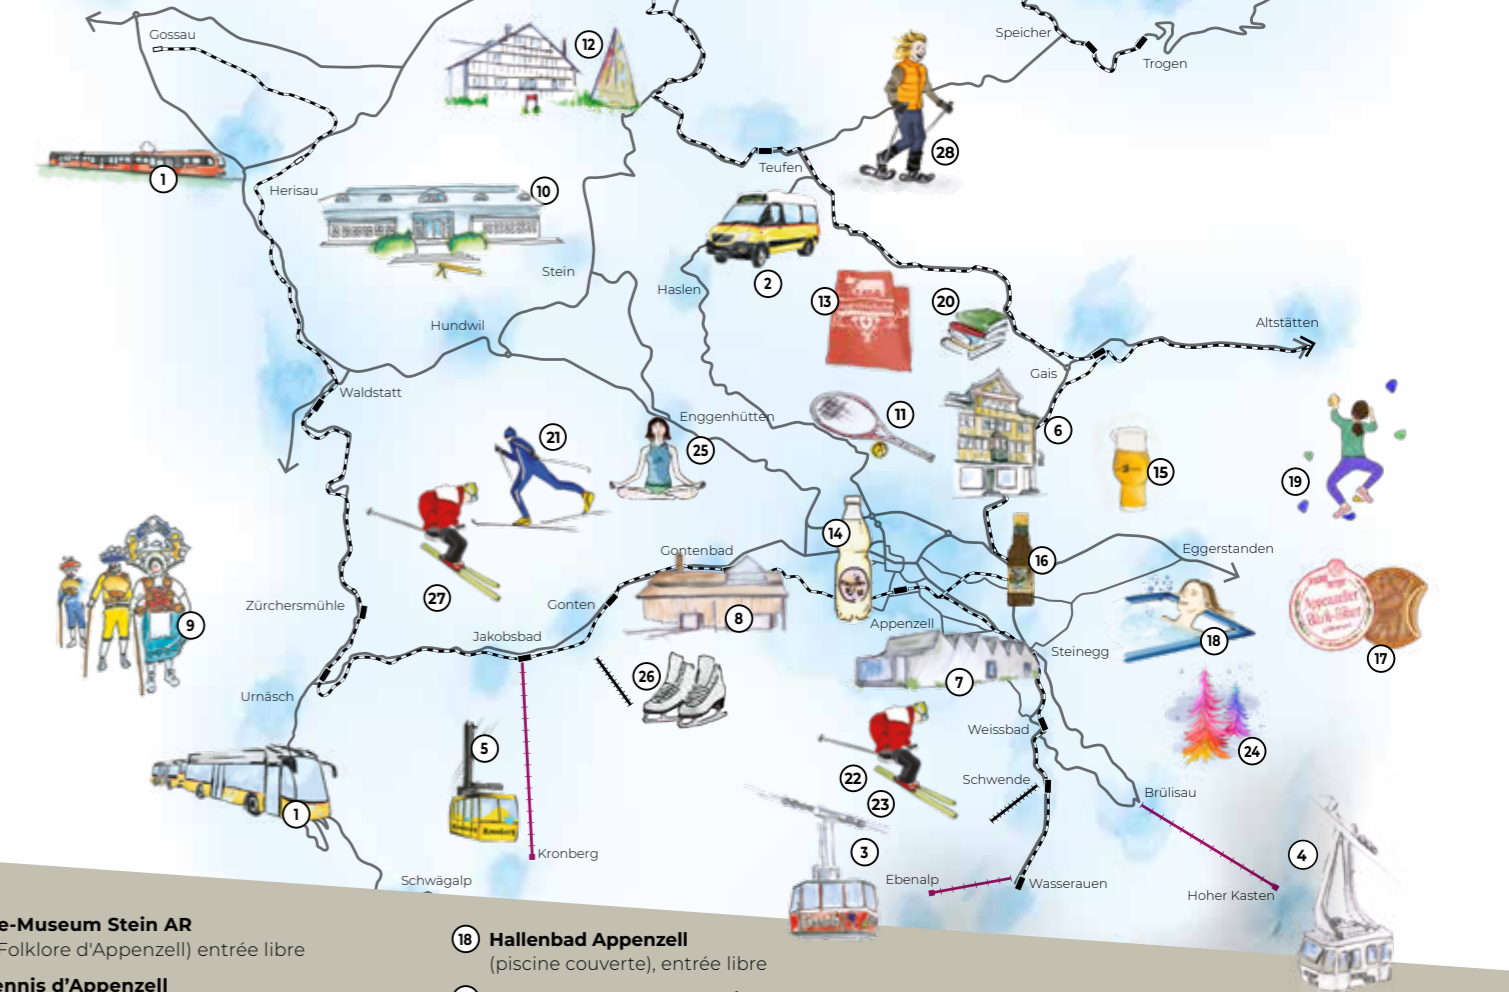 Gossau
12
Speicher
Trogen
28
Teufen
1
Herisau
10
2
Stein
Haslen
13
20
Hundwil
Altstätten
Gais
Waldstatt
Enggenhütten
11
6
21
25
15
19
14
Gontenbad
16
Eggerstanden
27
Zürchersmühle
Gonten
9
8
Appenzell
Jakobsbad
18
Steinegg
17
26
7
Urnäsch
Weissbad
5
24
22
Schwende
23
Brülisau
1
Kronberg
3
4
Schwägalp
Ebenalp
Wasserauen
Hoher Kasten
e-Museum Stein AR
Folklore d'Appenzell) entrée libre
ennis d'Appenzell
18 Hallenbad Appenzell
(piscine couverte), entrée libre